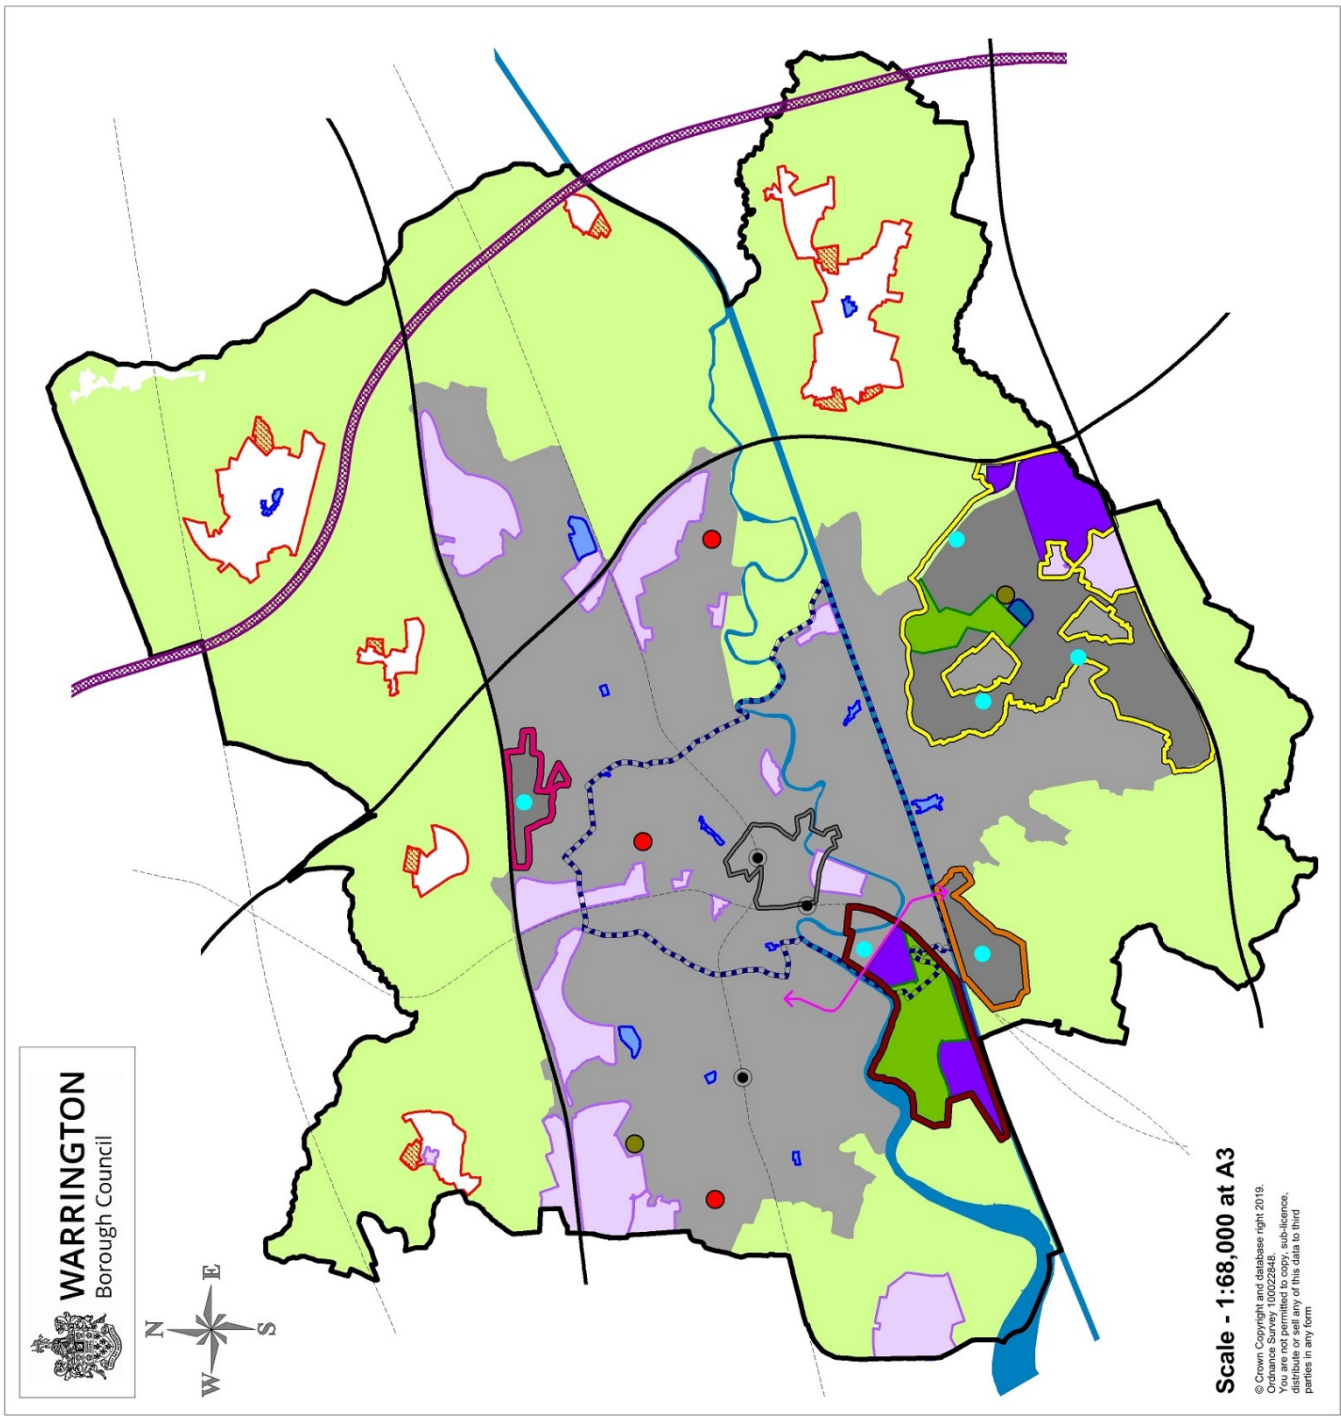 WARRINGTON
Borough Council
N
W
E
S
Scale - 1:68,000 at A3
© Crown Copyright and database right 2019.
Ordnance Survey 100022848.
You are not permitted to copy, sub-licence,
distribute or sell any of this data to third
parties in any form